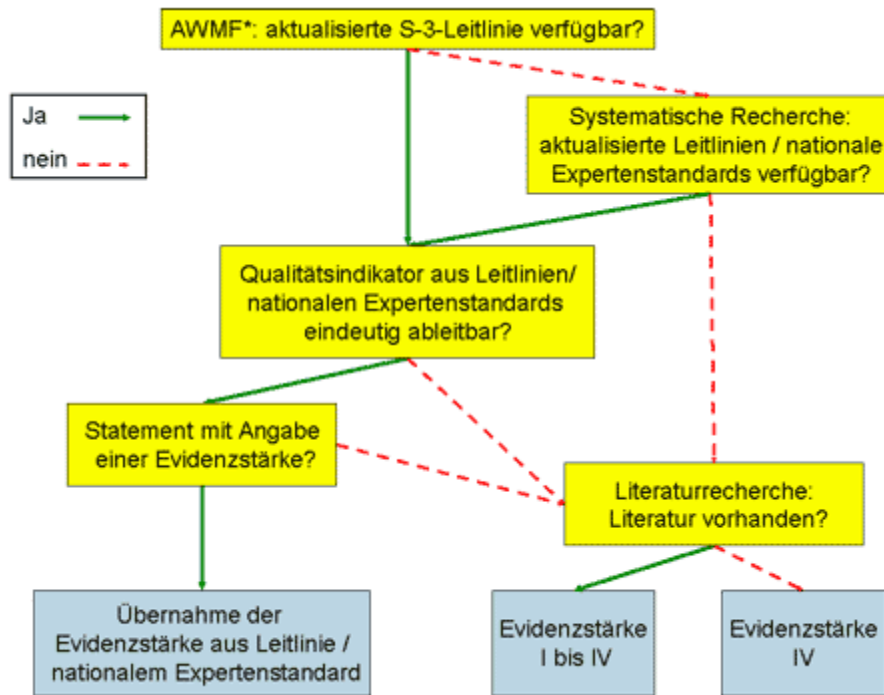 AWMF*: aktualisierte S-3-Leitlinie verfügbar?
Ja
nein
Systematische Recherche:
aktualisierte Leitlinien / nationale
Expertenstandards verfügbar?
Qualitätsindikator aus Leitlinien/
nationalen Expertenstandards
eindeutig ableitbar?
Statement mit Angabe
einer Evidenzstärke?
Literaturrecherche:
Literatur vorhanden?
Übernahme der
Evidenzstärke aus Leitlinie /
nationalem Expertenstandard
Evidenzstärke
I bis IV
Evidenzstärke
IV